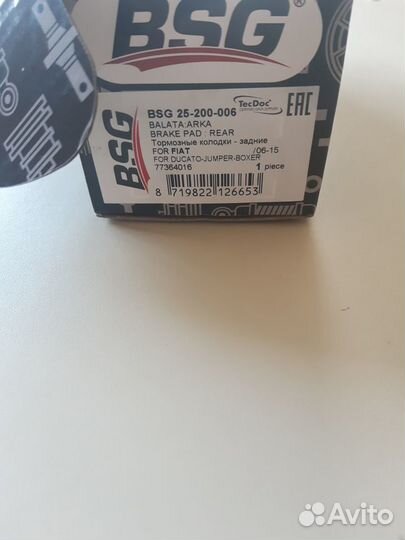 BSG®
BSG
BSG 25-200-006
TecDoc
EAC
BALATA:ARKA
BRAKE PAD : REAR
Тормозные колодки - задние
FOR FIAT /06-15
FOR DUCATO-JUMPER-BOXER
77364016 1 piece
8 719822 126653
Avito